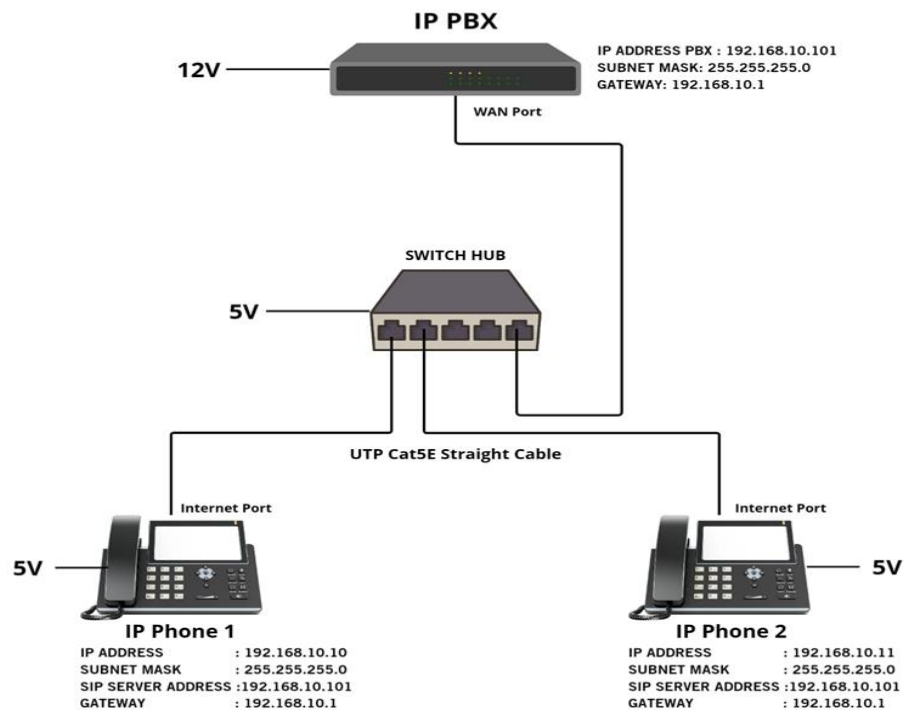 IP PBX
IP ADDRESS PBX : 192.168.10.101
SUBNET MASK: 255.255.255.0
GATEWAY: 192.168.10.1
12V
WAN Port
SWITCH HUB
5V
UTP Cat5E Straight Cable
Internet Port
Internet Port
5V
5V
IP Phone 1
IP ADDRESS : 192.168.10.10
SUBNET MASK : 255.255.255.0
SIP SERVER ADDRESS :192.168.10.101
GATEWAY : 192.168.10.1
IP Phone 2
IP ADDRESS : 192.168.10.11
SUBNET MASK : 255.255.255.0
SIP SERVER ADDRESS :192.168.10.101
GATEWAY : 192.168.10.1